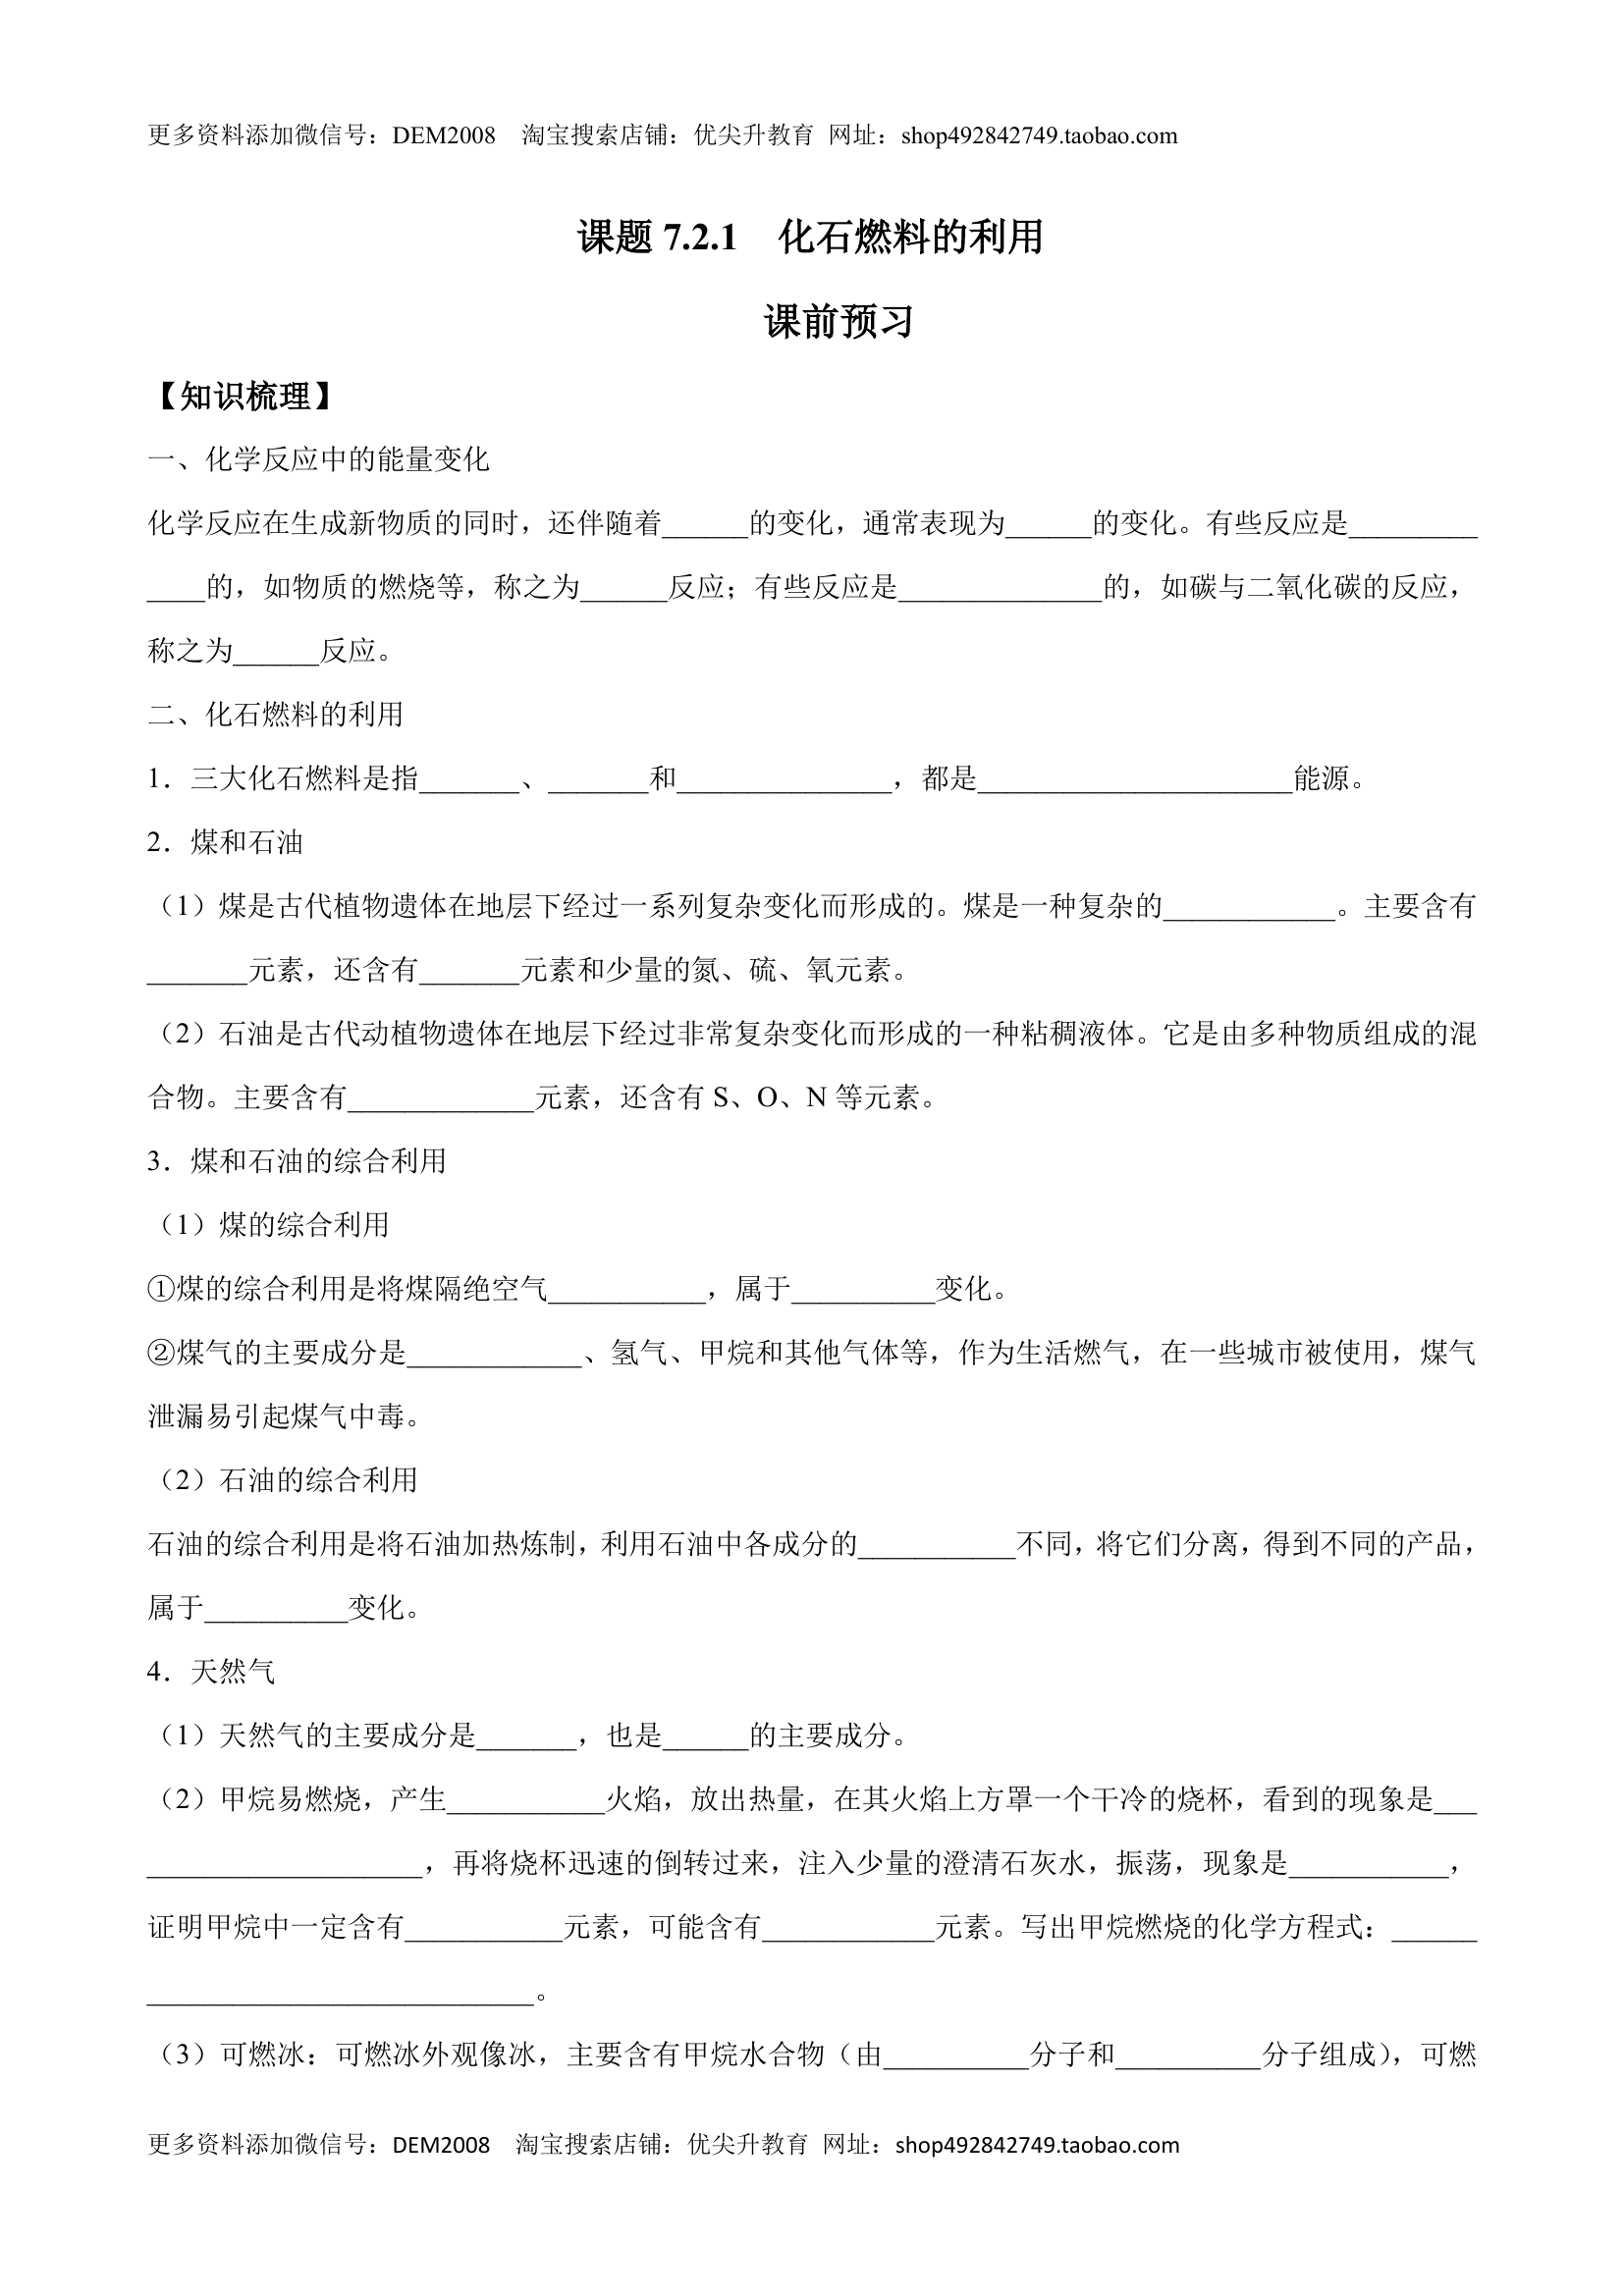 更多资料添加微信号：DEM2008    淘宝搜索店铺：优尖升教育  网址：shop492842749.taobao.com
课题 7.2.1　化石燃料的利用
课前预习
【知识梳理】
一、化学反应中的能量变化
化学反应在生成新物质的同时，还伴随着______的变化，通常表现为______的变化。有些反应是_________
____的，如物质的燃烧等，称之为______反应；有些反应是______________的，如碳与二氧化碳的反应，
称之为______反应。
二、化石燃料的利用
1．三大化石燃料是指_______、_______和_______________，都是______________________能源。
2．煤和石油
（1）煤是古代植物遗体在地层下经过一系列复杂变化而形成的。煤是一种复杂的____________。主要含有
_______元素，还含有_______元素和少量的氮、硫、氧元素。
（2）石油是古代动植物遗体在地层下经过非常复杂变化而形成的一种粘稠液体。它是由多种物质组成的混
合物。主要含有_____________元素，还含有 S、O、N 等元素。
3．煤和石油的综合利用
（1）煤的综合利用
①煤的综合利用是将煤隔绝空气___________，属于__________变化。
②煤气的主要成分是____________、氢气、甲烷和其他气体等，作为生活燃气，在一些城市被使用，煤气
泄漏易引起煤气中毒。
（2）石油的综合利用
石油的综合利用是将石油加热炼制，利用石油中各成分的___________不同，将它们分离，得到不同的产品，
属于__________变化。
4．天然气
（1）天然气的主要成分是_______，也是______的主要成分。
（2）甲烷易燃烧，产生___________火焰，放出热量，在其火焰上方罩一个干冷的烧杯，看到的现象是___
___________________，再将烧杯迅速的倒转过来，注入少量的澄清石灰水，振荡，现象是___________，
证明甲烷中一定含有___________元素，可能含有____________元素。写出甲烷燃烧的化学方程式：______
___________________________。
（3）可燃冰：可燃冰外观像冰，主要含有甲烷水合物（由__________分子和__________分子组成），可燃
更多资料添加微信号：DEM2008    淘宝搜索店铺：优尖升教育  网址：shop492842749.taobao.com